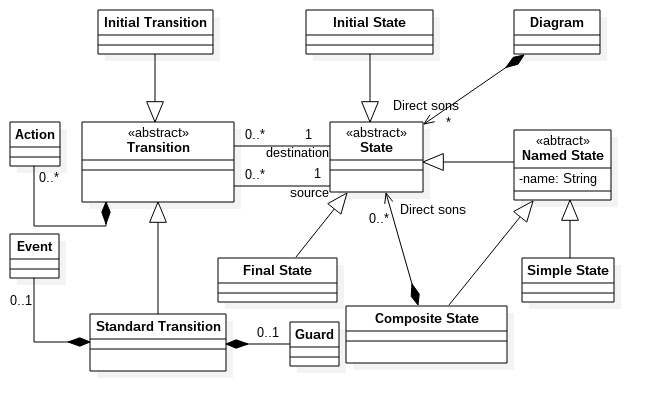 Initial Transition
Initial State
Diagram
Direct sons
*
Action
«abstract»
Transition
0..*
1
destination
«abstract»
State
«abtract»
Named State
-name: String
0..*
0..*
1
source
0..*
Direct sons
Event
Final State
Simple State
0..1
Standard Transition
0..1
Guard
Composite State